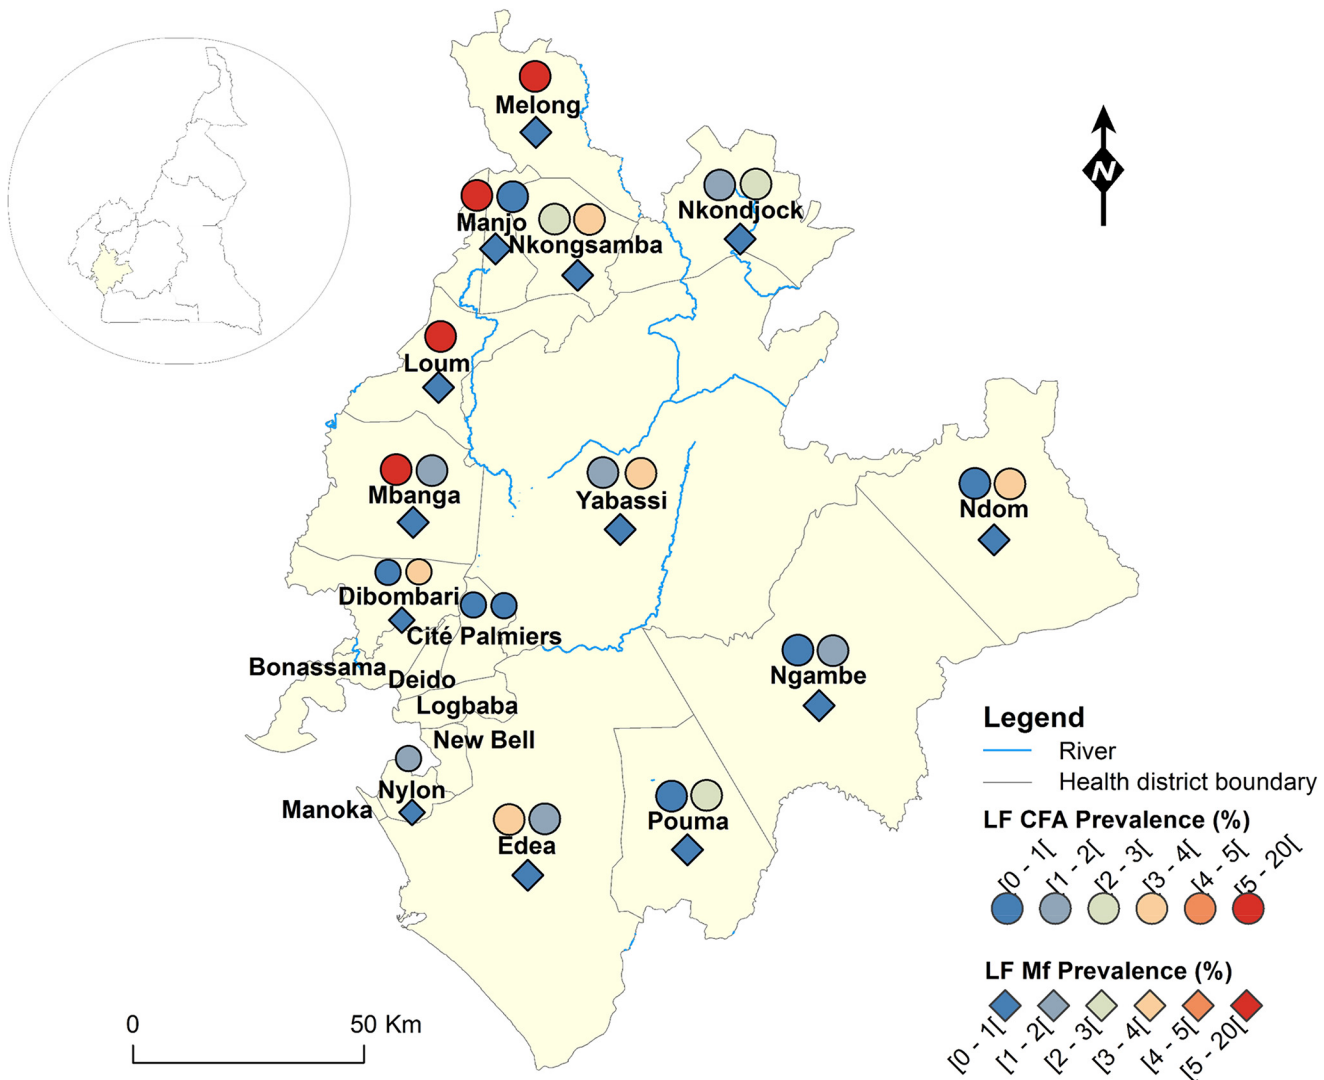 Melong
N
Nkondjock
Manjo
Nkongsamba
Loum
Mbanga
Yabassi
Ndom
Dibombari
Cité Palmiers
Bonassama
Deido
Ngambe
Logbaba
New Bell
Nylon
Manoka
Edea
Pouma
Legend
River
Health district boundary
LF CFA Prevalence (%)
[0 - 1[ [1 - 2[ [2 - 3[ [3 - 4[ [4 - 5[ [5 - 20[
LF Mf Prevalence (%)
[0 - 1[ [1 - 2[ [2 - 3[ [3 - 4[ [4 - 5[ [5 - 20[
0 50 Km